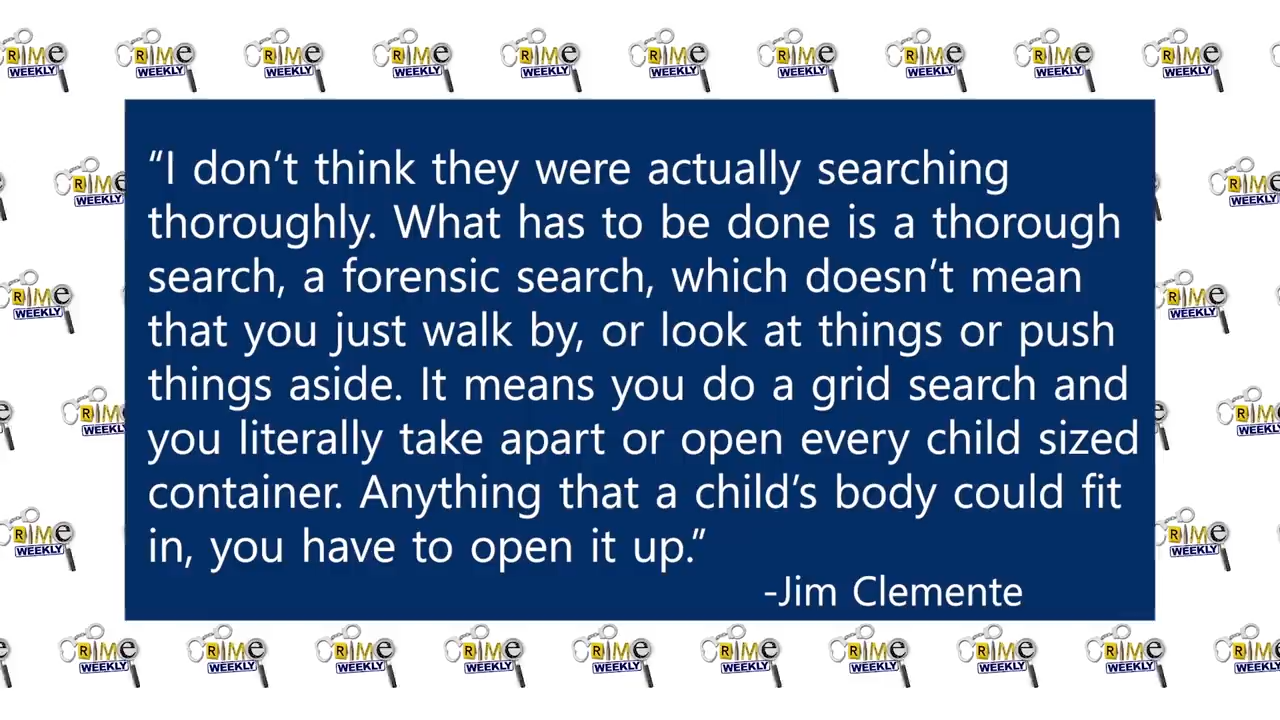 “I don’t think they were actually searching
thoroughly. What has to be done is a thorough
search, a forensic search, which doesn’t mean
that you just walk by, or look at things or push
things aside. It means you do a grid search and
you literally take apart or open every child sized
container. Anything that a child’s body could fit
in, you have to open it up.”
-Jim Clemente
CRIMe
WEEKLY